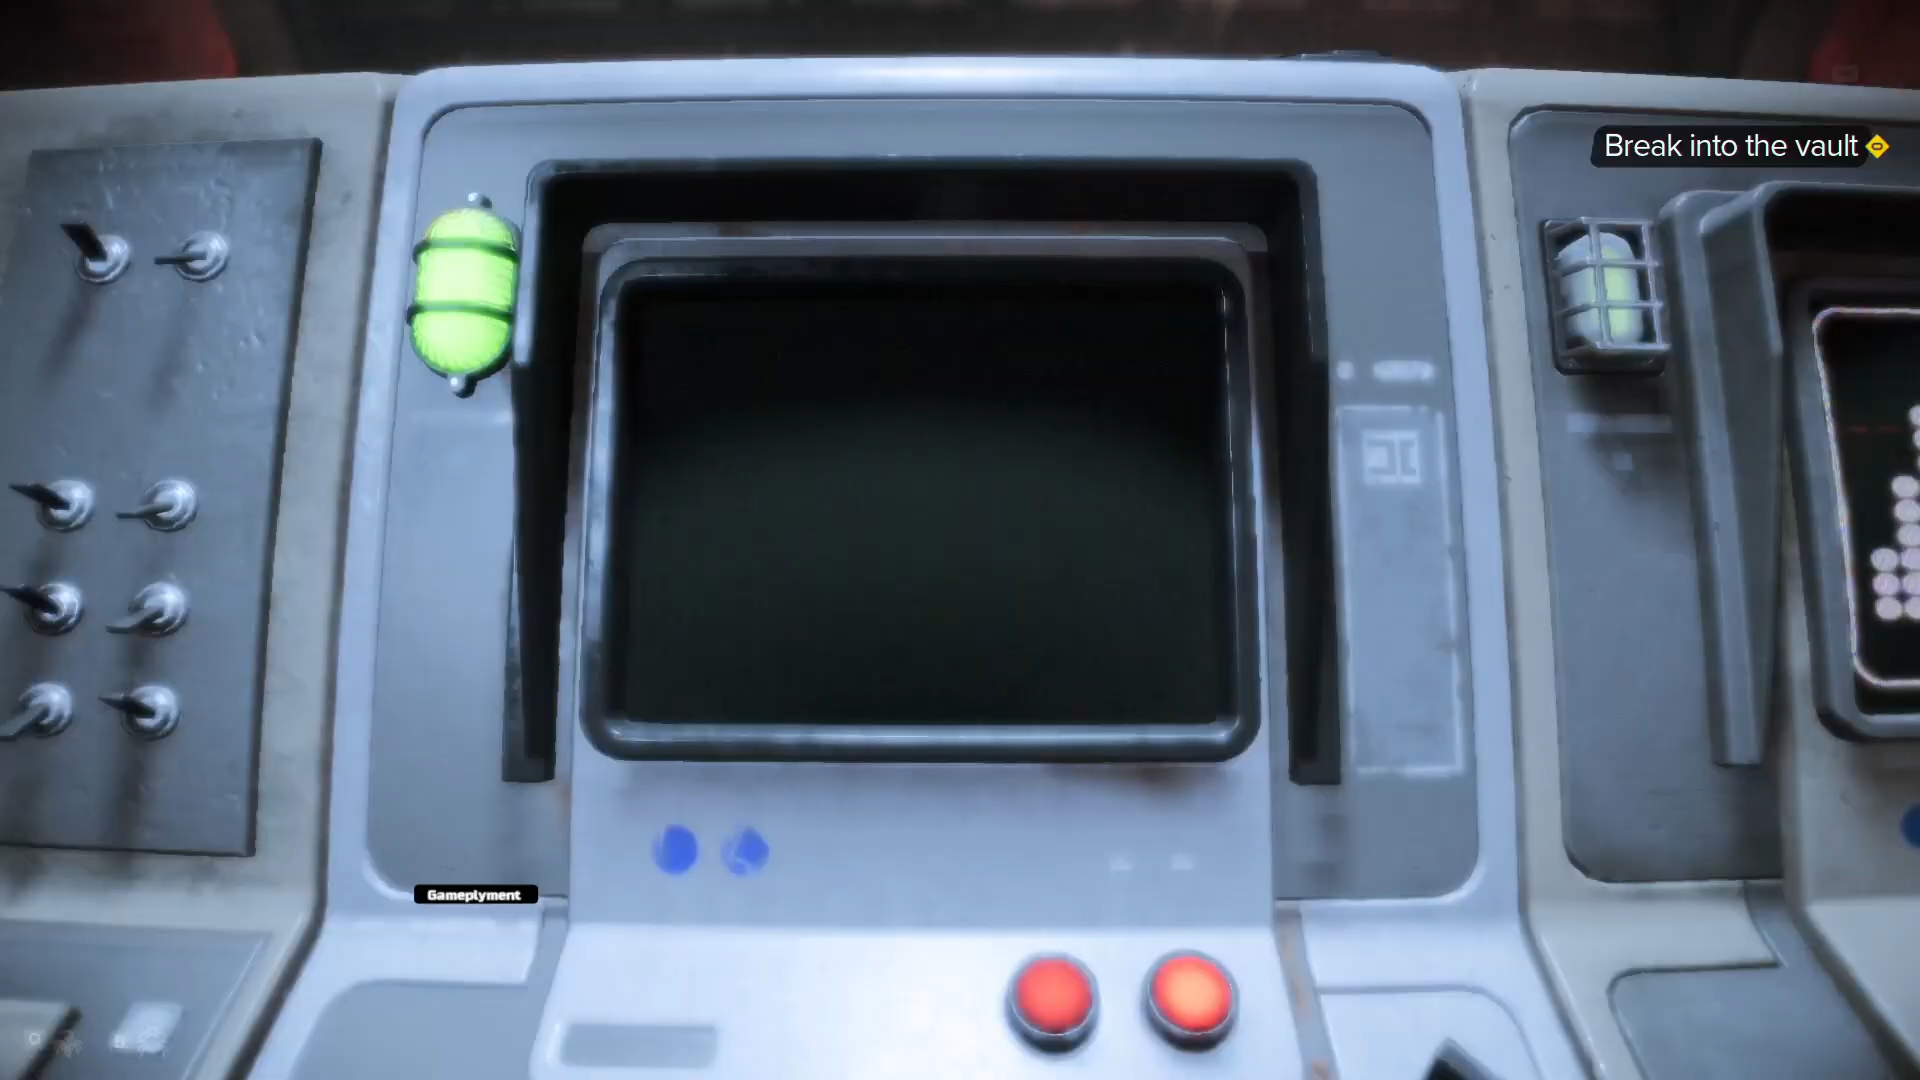 Break into the vault
Gameplyment